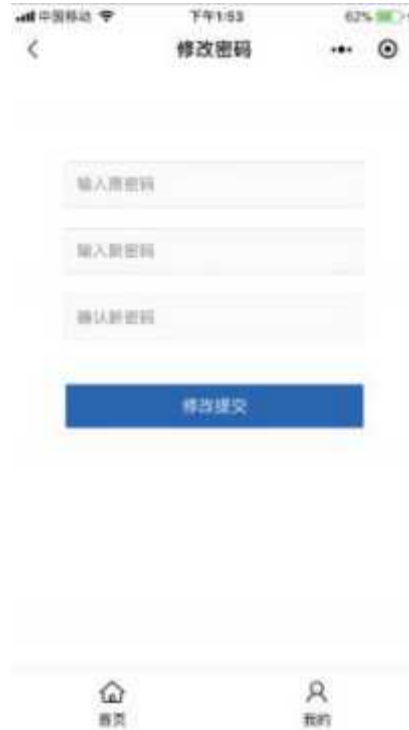 中国移动 下午1:53 62%
修改密码
输入原密码
输入新密码
确认新密码
修改提交
首页 我的